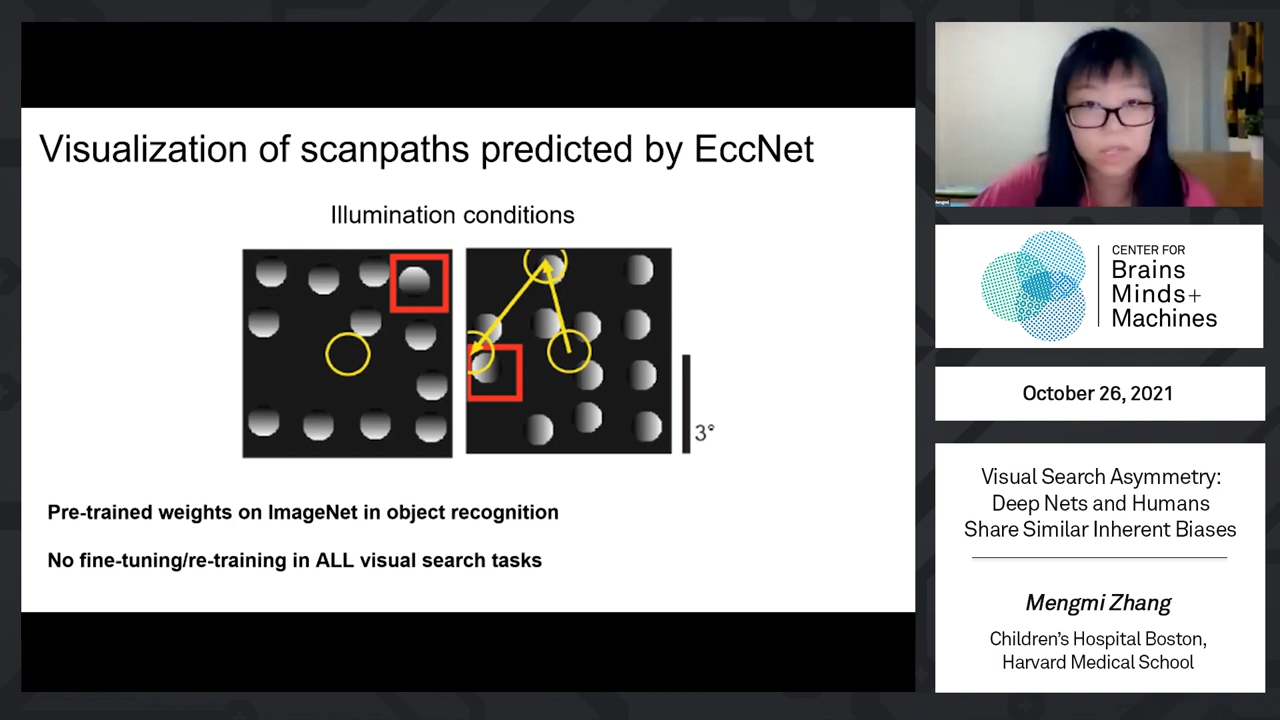 Visualization of scanpaths predicted by EccNet
Illumination conditions
3°
Pre-trained weights on ImageNet in object recognition
No fine-tuning/re-training in ALL visual search tasks
CENTER FOR
Brains
Minds+
Machines
October 26, 2021
Visual Search Asymmetry:
Deep Nets and Humans
Share Similar Inherent Biases
Mengmi Zhang
Children's Hospital Boston,
Harvard Medical School